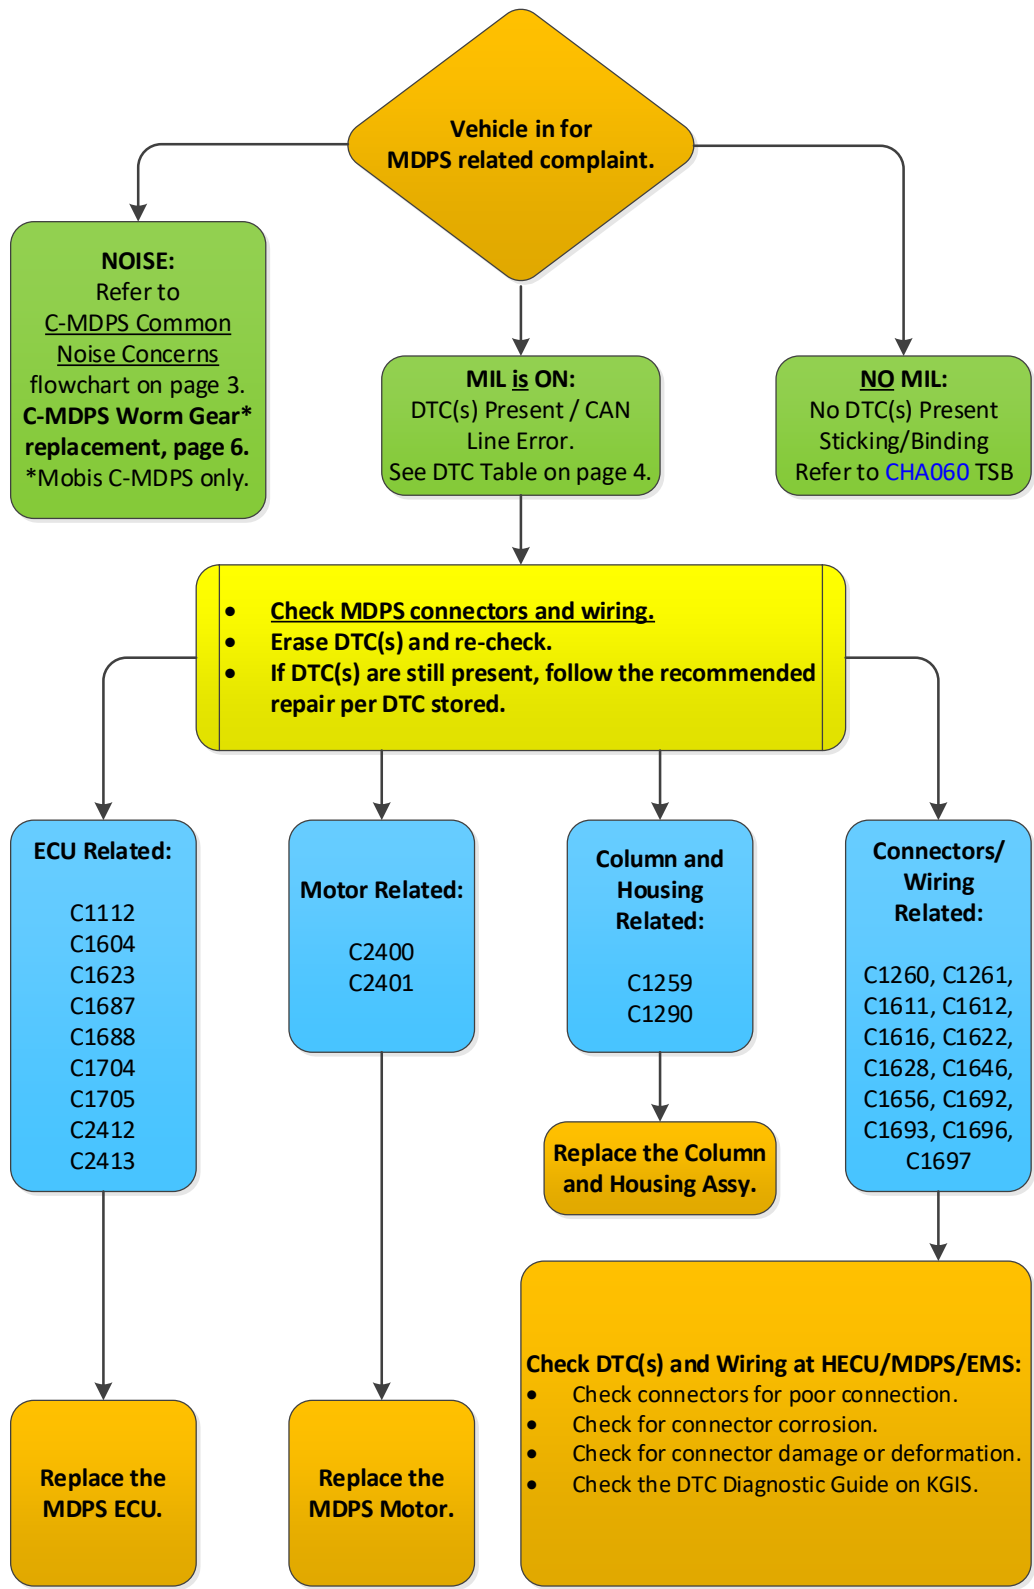 Vehicle in for
MDPS related complaint.
NOISE:
Refer to
C-MDPS Common
Noise Concerns
flowchart on page 3.
C-MDPS Worm Gear*
replacement, page 6.
*Mobis C-MDPS only.
MIL is ON:
DTC(s) Present / CAN
Line Error.
See DTC Table on page 4.
NO MIL:
No DTC(s) Present
Sticking/Binding
Refer to CHA060 TSB
• Check MDPS connectors and wiring.
• Erase DTC(s) and re-check.
• If DTC(s) are still present, follow the recommended
repair per DTC stored.
ECU Related:
C1112
C1604
C1623
C1687
C1688
C1704
C1705
C2412
C2413
Motor Related:
C2400
C2401
Column and
Housing
Related:
C1259
C1290
Connectors/
Wiring
Related:
C1260, C1261,
C1611, C1612,
C1616, C1622,
C1628, C1646,
C1656, C1692,
C1693, C1696,
C1697
Replace the
MDPS ECU.
Replace the
MDPS Motor.
Replace the Column
and Housing Assy.
Check DTC(s) and Wiring at HECU/MDPS/EMS:
• Check connectors for poor connection.
• Check for connector corrosion.
• Check for connector damage or deformation.
• Check the DTC Diagnostic Guide on KGIS.